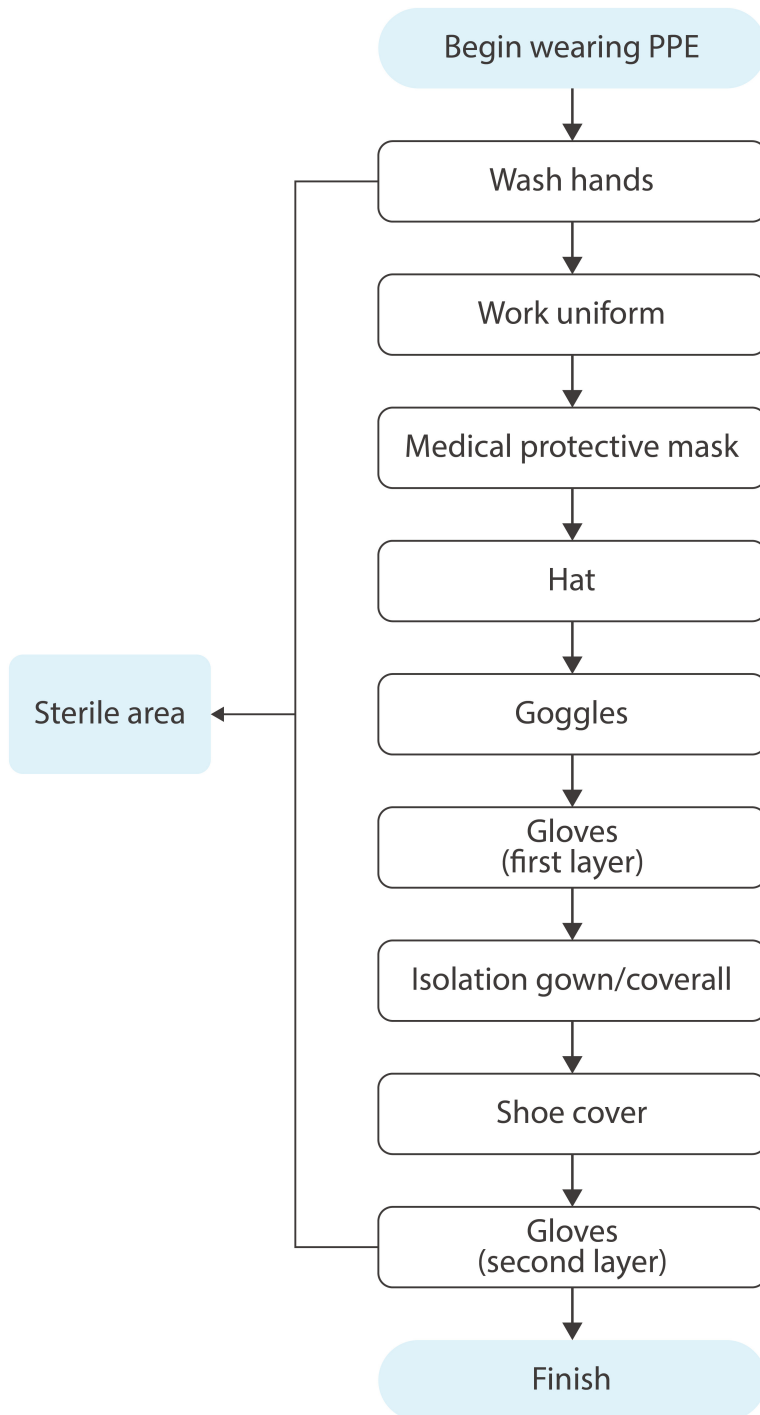 Begin wearing PPE
Wash hands
Work uniform
Medical protective mask
Hat
Sterile area
Goggles
Gloves
(first layer)
Isolation gown/coverall
Shoe cover
Gloves
(second layer)
Finish